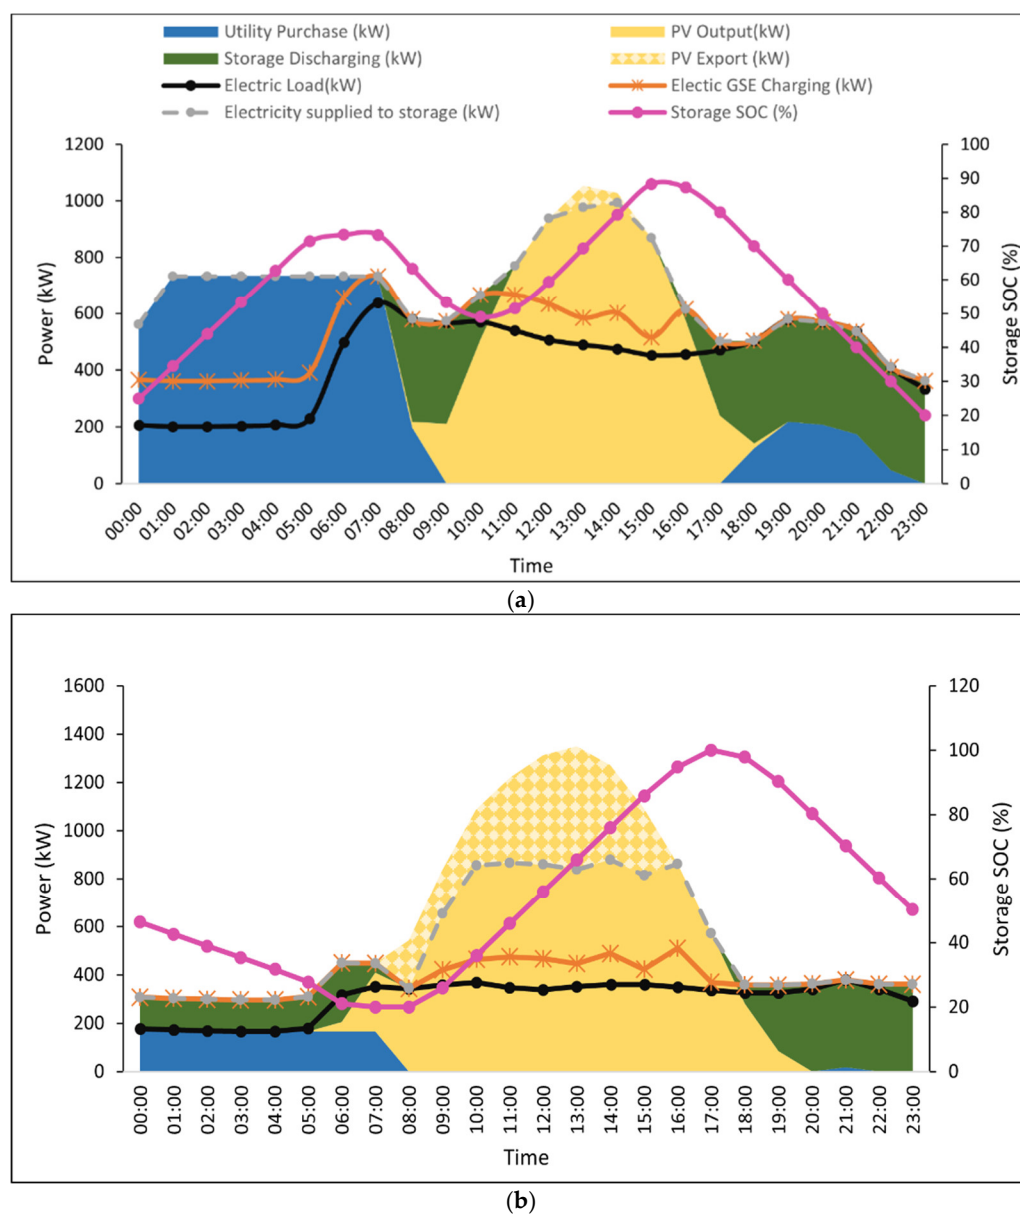 Utility Purchase (kW) PV Output(kW)
Storage Discharging (kW) PV Export (kW)
Electric Load(kW) Electic GSE Charging (kW)
Electricity supplied to storage (kW) Storage SOC (%)
1200 100
90
1000
80
800 70
60
600 50
40
400
30
200 20
10
0 0
Power (kW)
Storage SOC (%)
00:00 01:00 02:00 03:00 04:00 05:00 06:00 07:00 08:00 09:00 10:00 11:00 12:00 13:00 14:00 15:00 16:00 17:00 18:00 19:00 20:00 21:00 22:00 23:00
Time
(a)
1600 120
1400
100
1200
1000 80
800 60
600
40
400
20
200
0 0
Power (kW)
Storage SOC (%)
00:00 01:00 02:00 03:00 04:00 05:00 06:00 07:00 08:00 09:00 10:00 11:00 12:00 13:00 14:00 15:00 16:00 17:00 18:00 19:00 20:00 21:00 22:00 23:00
Time
(b)